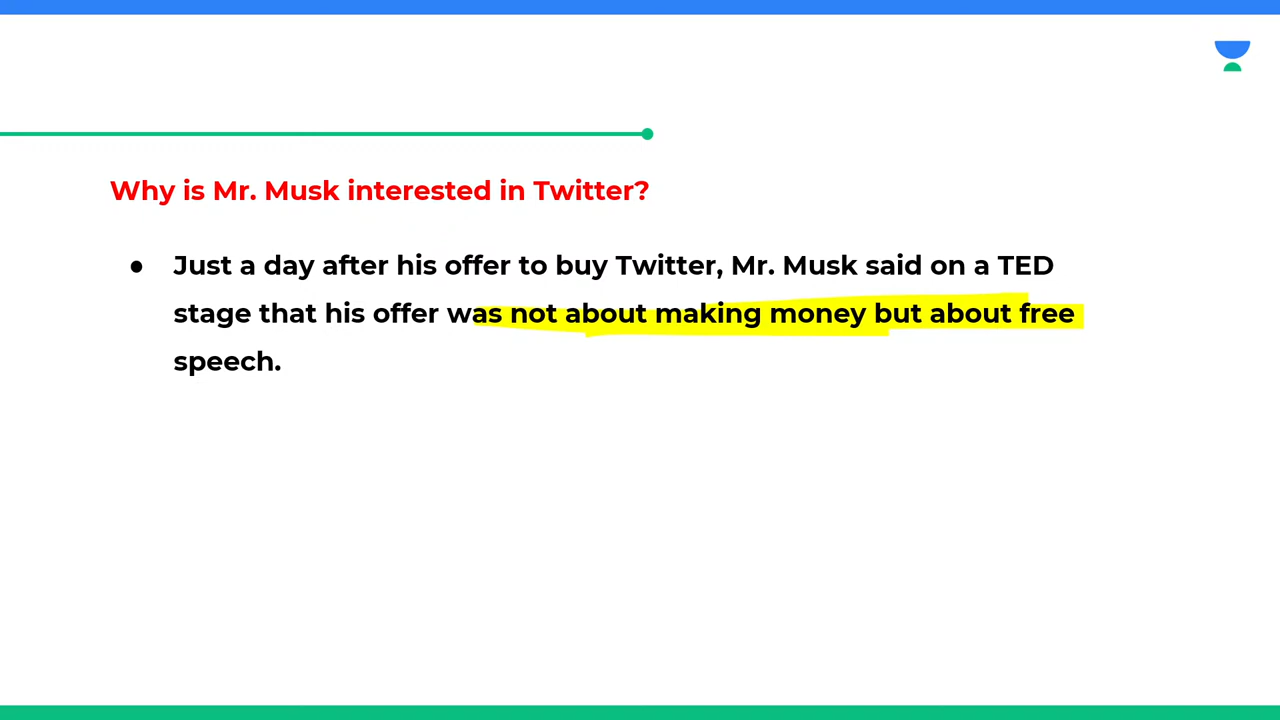 Why is Mr. Musk interested in Twitter?
● Just a day after his offer to buy Twitter, Mr. Musk said on a TED
stage that his offer was not about making money but about free
speech.